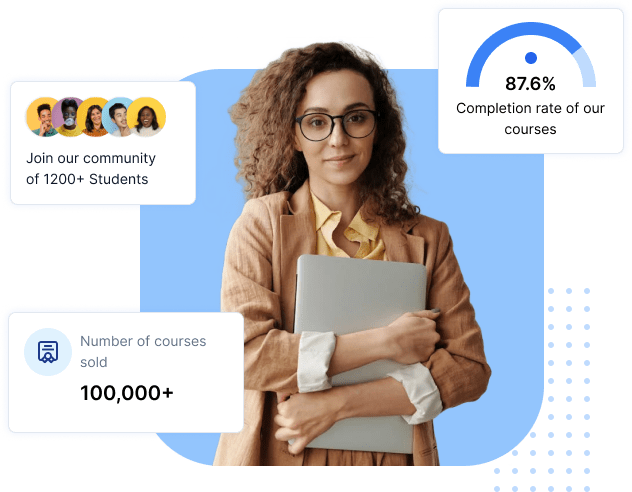 87.6%
Completion rate of our
courses
Join our community
of 1200+ Students
Number of courses
sold
100,000+